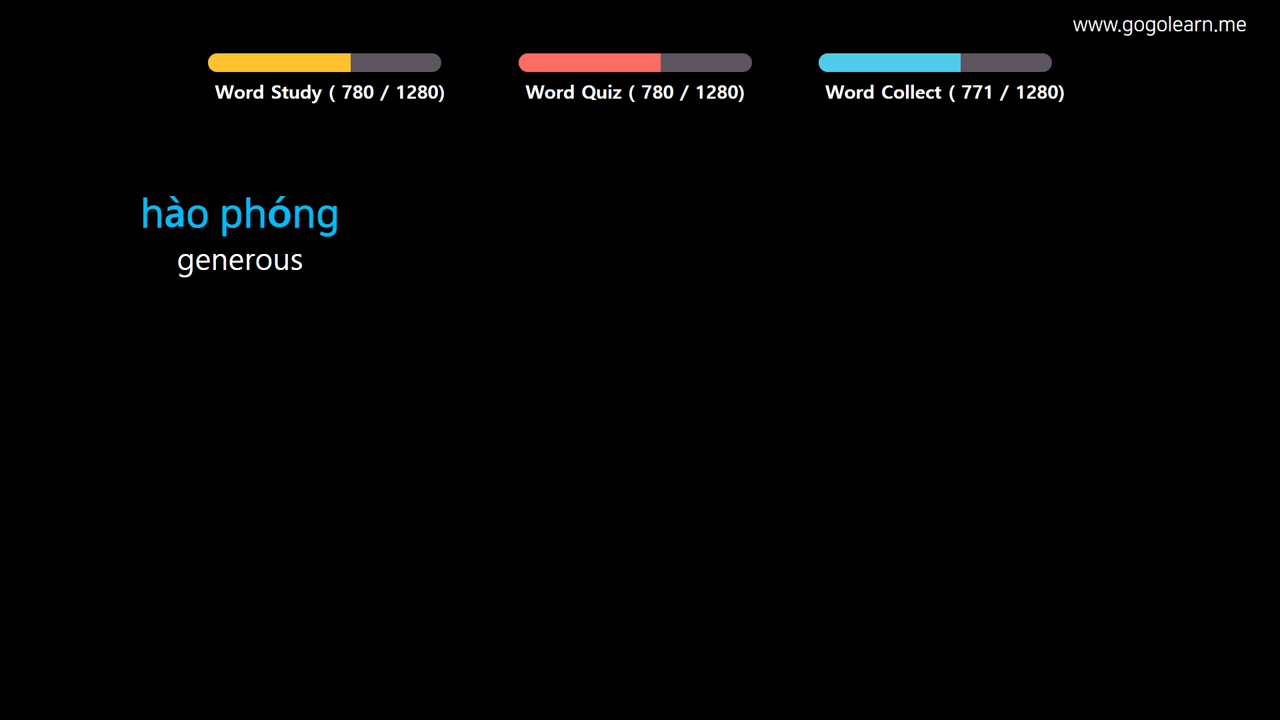 www.gogolearn.me
Word Study ( 780 / 1280)
Word Quiz ( 780 / 1280)
Word Collect ( 771 / 1280)
hào phóng
generous